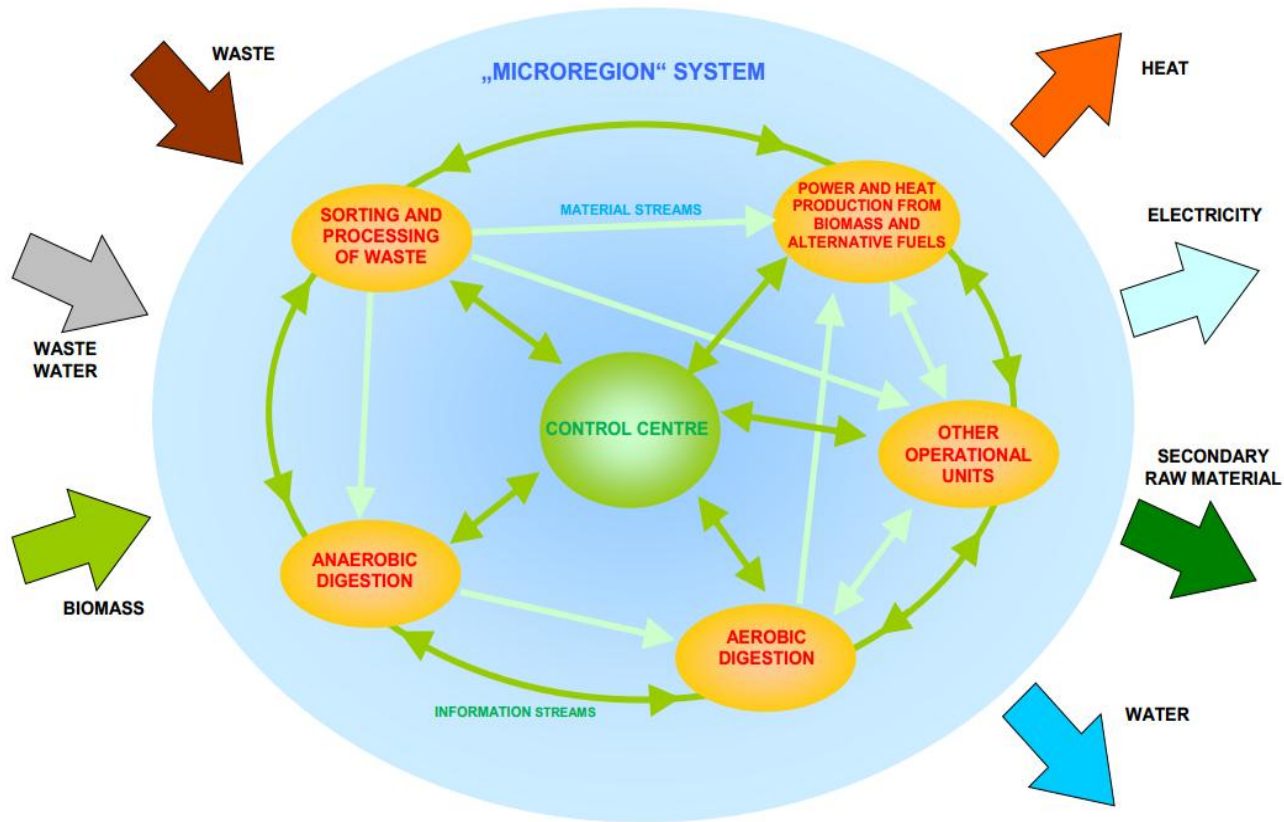 WASTE
„MICROREGION“ SYSTEM
HEAT
SORTING AND
PROCESSING
OF WASTE
MATERIAL STREAMS
POWER AND HEAT
PRODUCTION FROM
BIOMASS AND
ALTERNATIVE FUELS
ELECTRICITY
WASTE
WATER
CONTROL CENTRE
OTHER
OPERATIONAL
UNITS
SECONDARY
RAW MATERIAL
ANAEROBIC
DIGESTION
BIOMASS
AEROBIC
DIGESTION
INFORMATION STREAMS
WATER